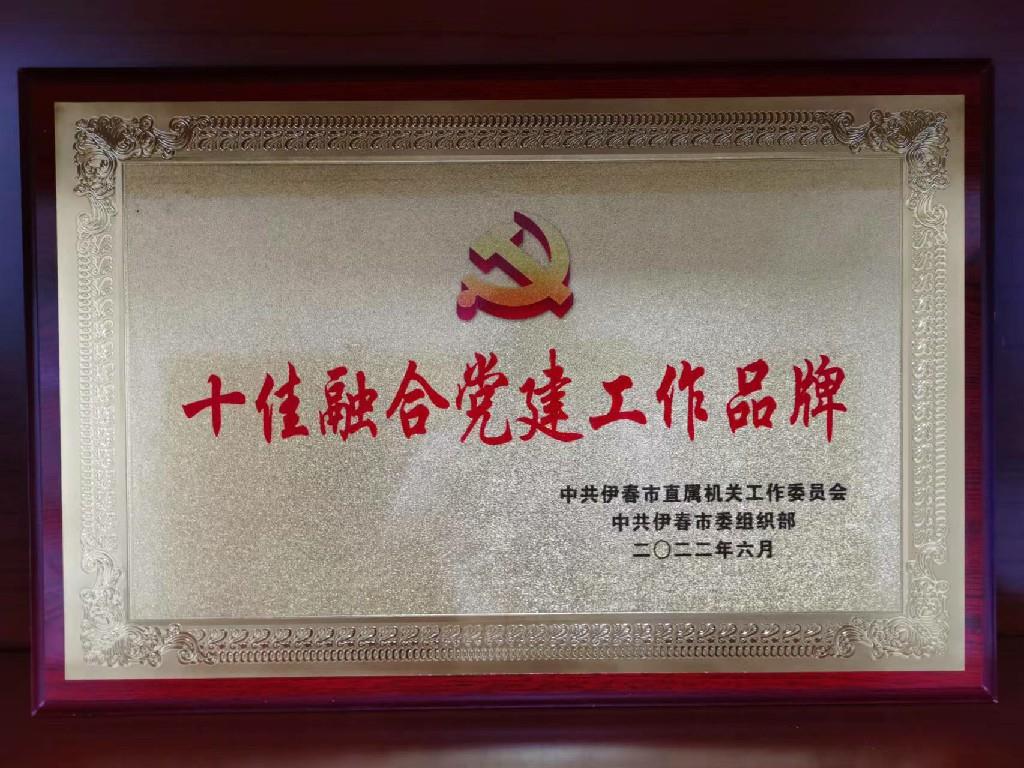 十佳融合党建工作品牌
中共伊春市直属机关工作委员会
中共伊春市委组织部
二〇二二年六月